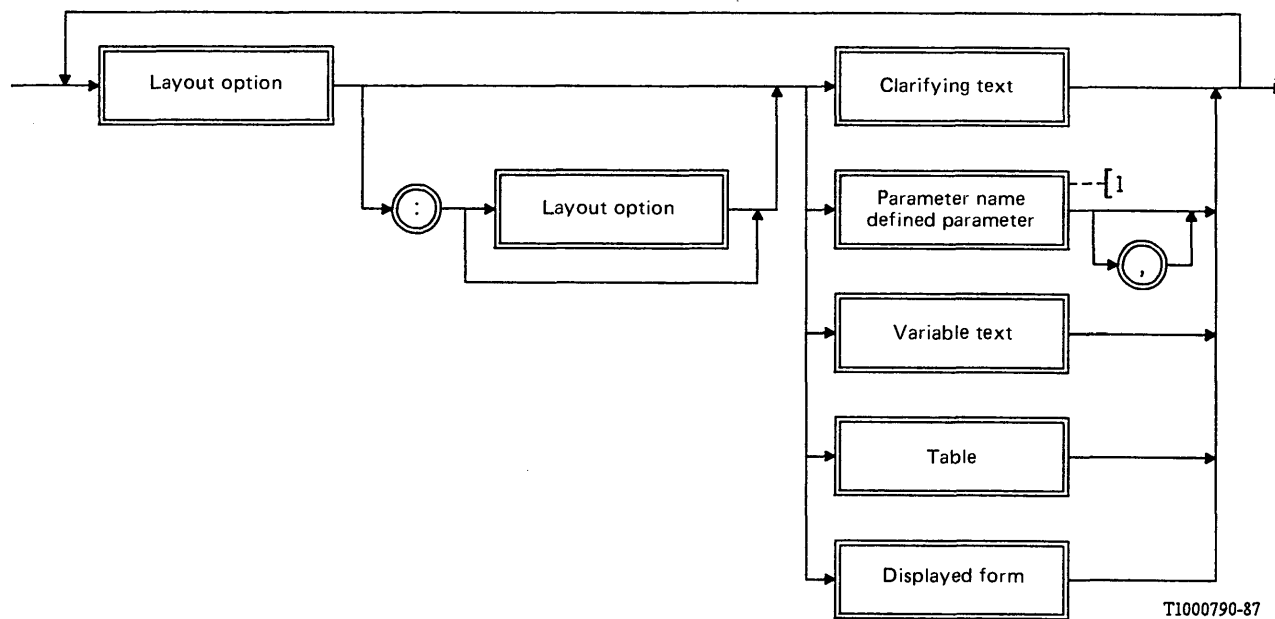 Layout option
Clarifying text
:
Layout option
[1
Parameter name
defined parameter
,
Variable text
Table
Displayed form
T1000790-87